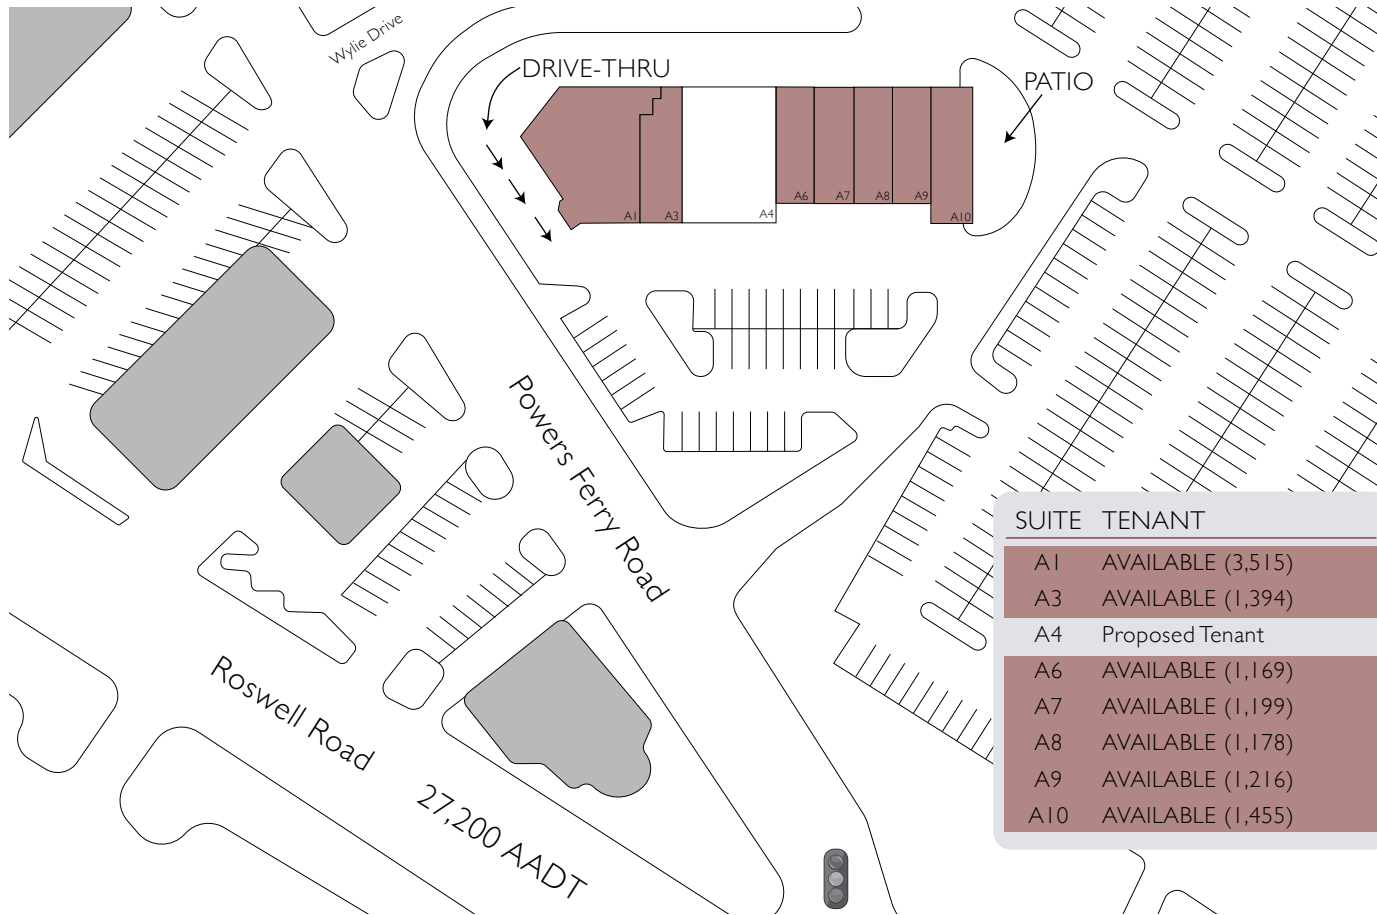 Wylie Drive
DRIVE-THRU
PATIO
A1
A3
A4
A6
A7
A8
A9
A10
Powers Ferry Road
Roswell Road
27,200 AADT
SUITE TENANT
A1 AVAILABLE (3,515)
A3 AVAILABLE (1,394)
A4 Proposed Tenant
A6 AVAILABLE (1,169)
A7 AVAILABLE (1,199)
A8 AVAILABLE (1,178)
A9 AVAILABLE (1,216)
A10 AVAILABLE (1,455)